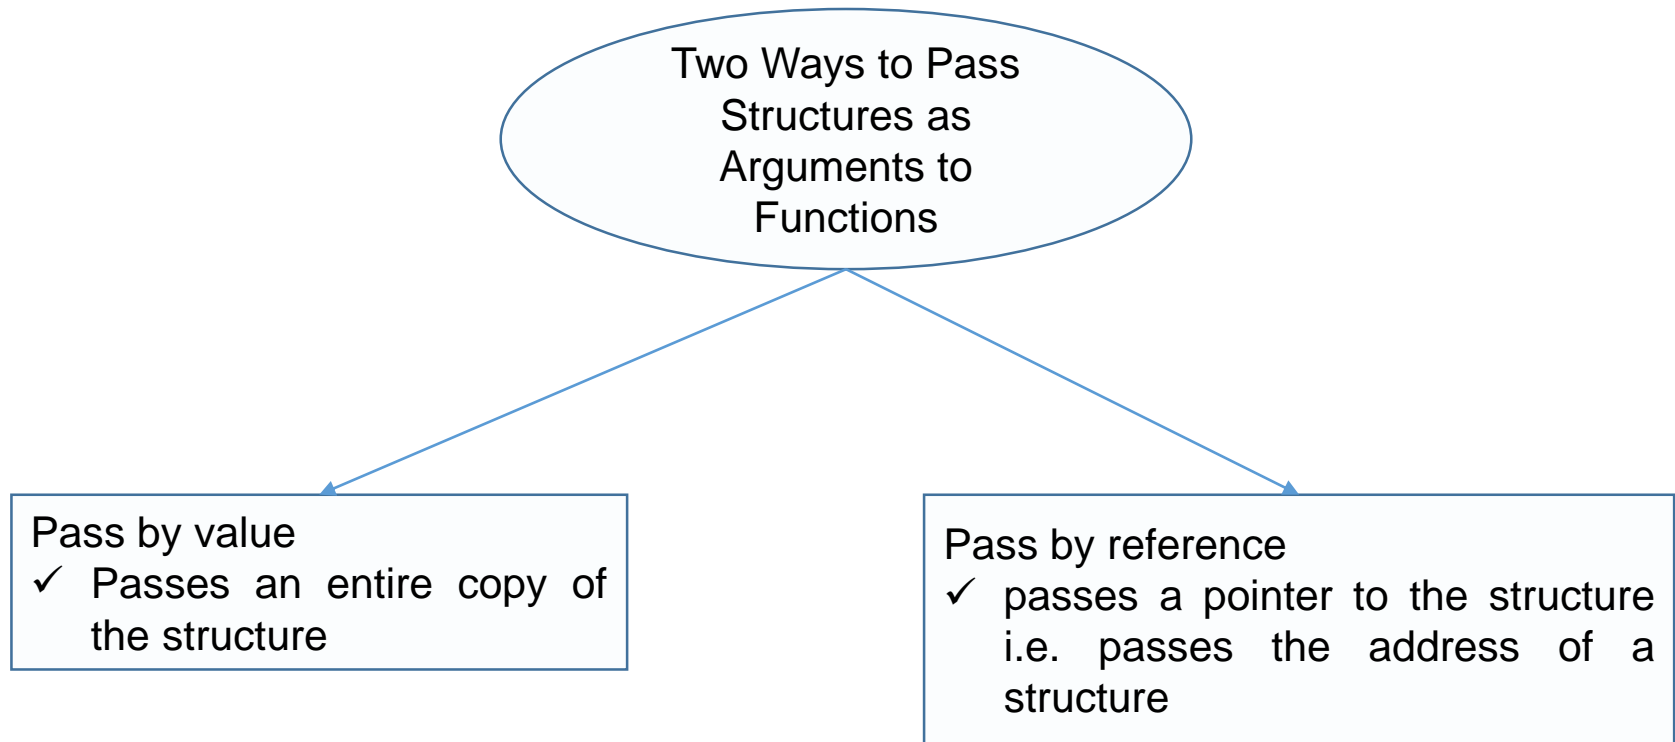 Two Ways to Pass
Structures as
Arguments to
Functions
Pass by value
✓ Passes an entire copy of
the structure
Pass by reference
✓ passes a pointer to the structure
i.e. passes the address of a
structure